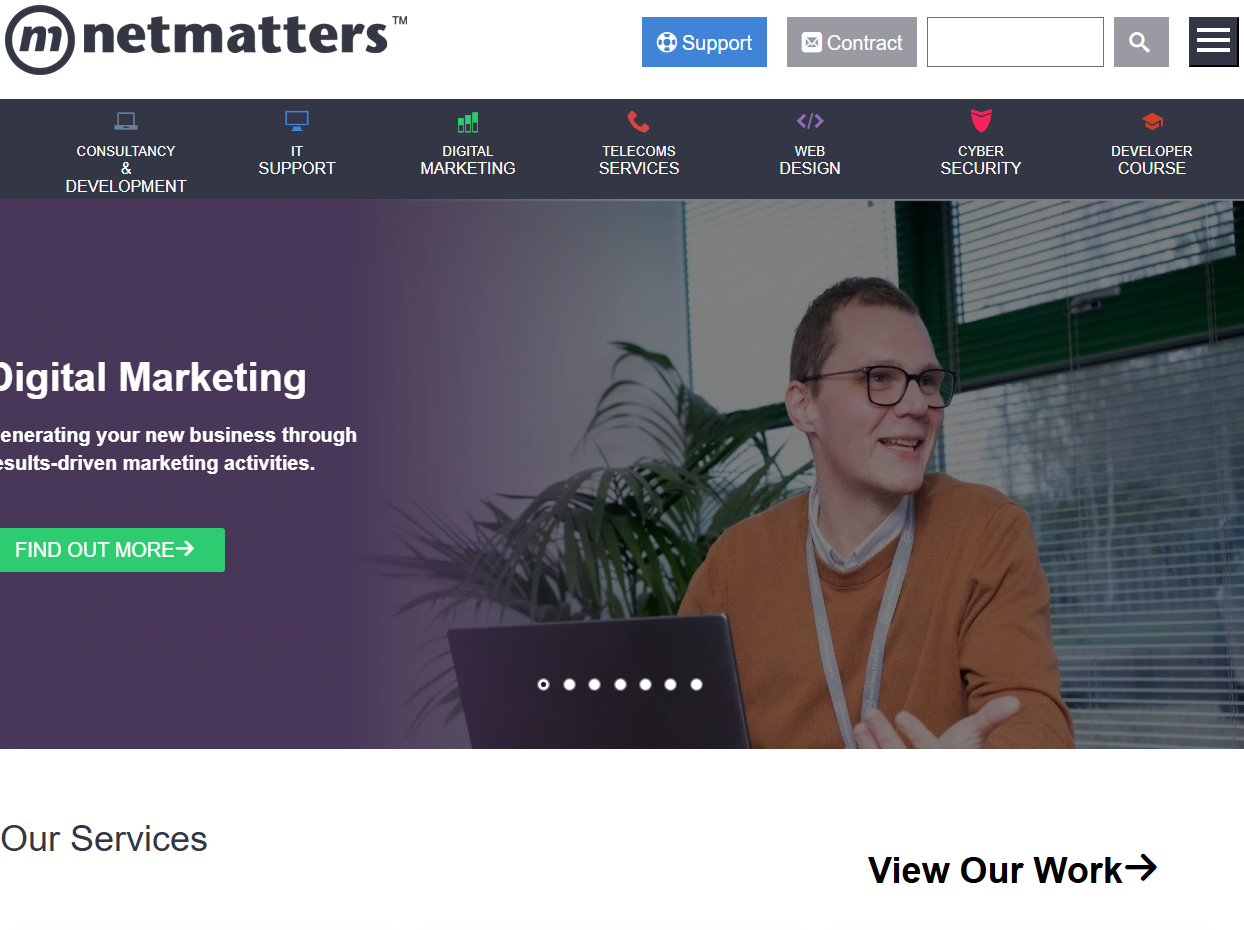 m netmatters™
Support
Contract
CONSULTANCY
&
DEVELOPMENT
IT
SUPPORT
DIGITAL
MARKETING
TELECOMS
SERVICES
</>
WEB
DESIGN
CYBER
SECURITY
DEVELOPER
COURSE
Digital Marketing
enerating your new business through
esults-driven marketing activities.
FIND OUT MORE→
netmatters
Our Services
View Our Work→